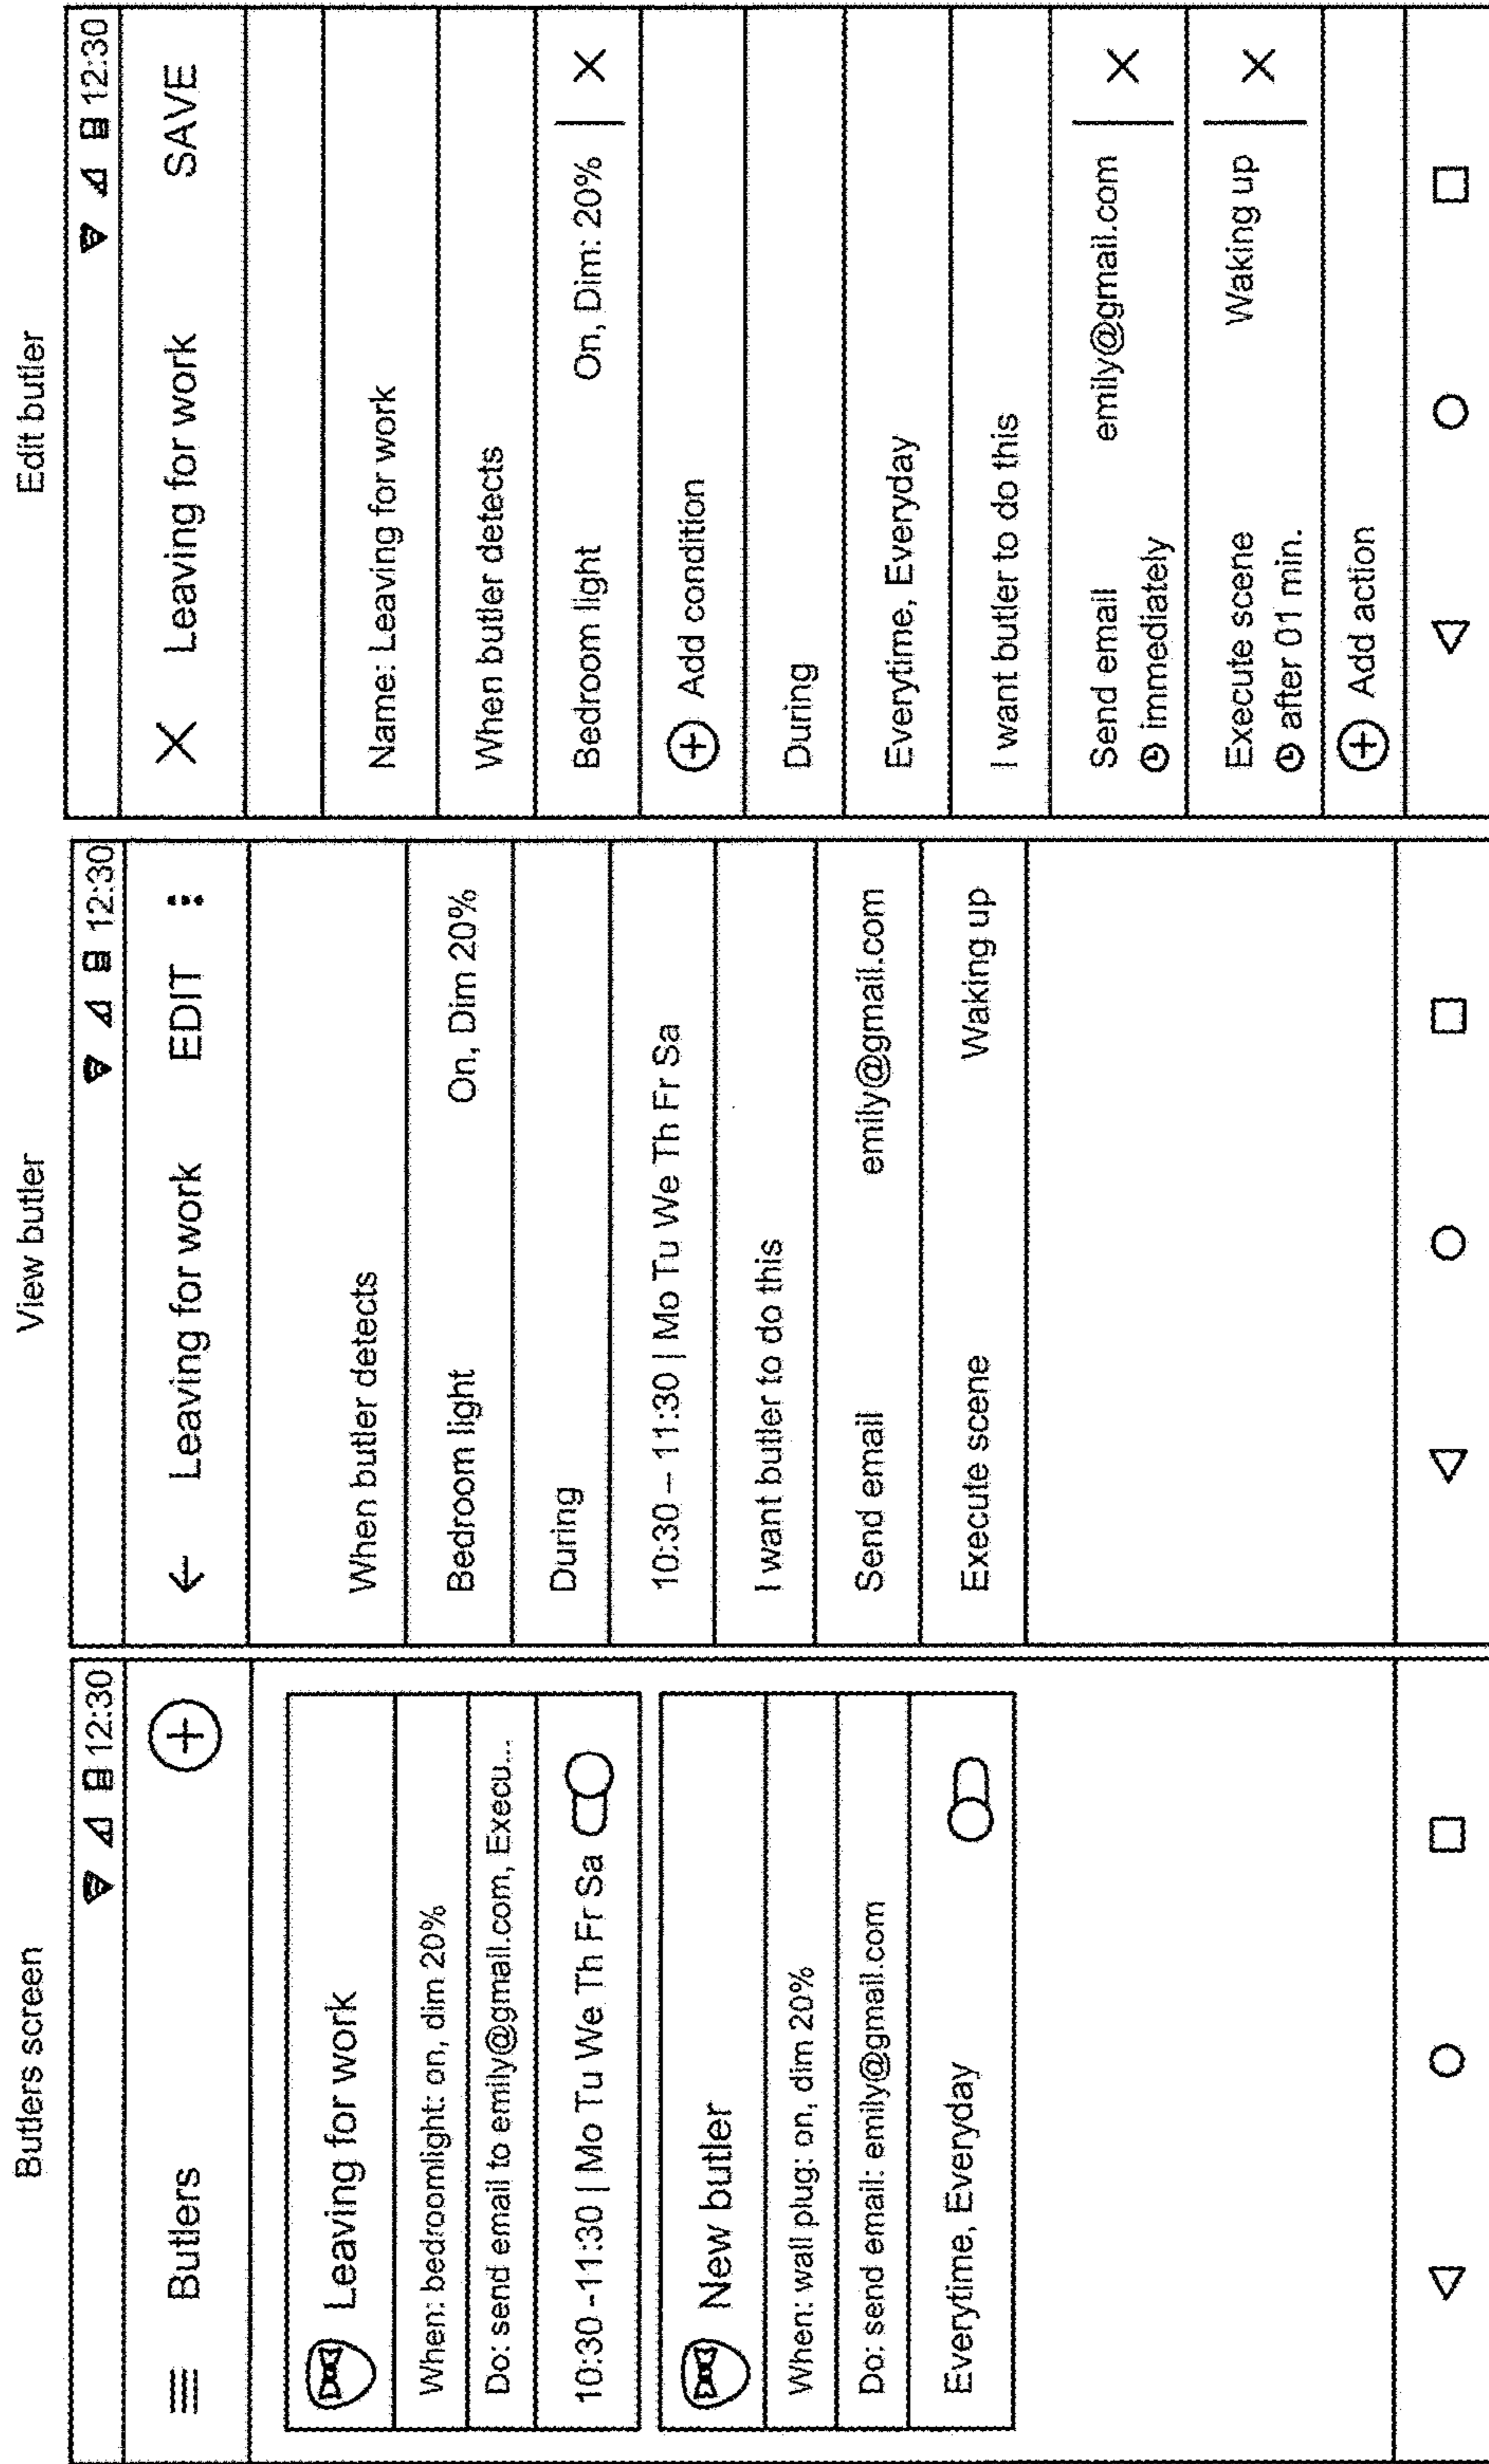 Butlers screen
12:30
Butlers
Leaving for work
When: bedroomlight: on, dim 20%
Do: send email to emily@gmail.com, Execu...
10:30 -11:30 | Mo Tu We Th Fr Sa
New butler
When: wall plug: on, dim 20%
Do: send email: emily@gmail.com
Everytime, Everyday
View butler
12:30
Leaving for work EDIT
When butler detects
Bedroom light On, Dim 20%
During
10:30 – 11:30 | Mo Tu We Th Fr Sa
I want butler to do this
Send email emily@gmail.com
Execute scene Waking up
Edit butler
12:30
Leaving for work SAVE
Name: Leaving for work
When butler detects
Bedroom light On, Dim: 20%
Add condition
During
Everytime, Everyday
I want butler to do this
Send email emily@gmail.com
immediately
Execute scene Waking up
after 01 min.
Add action